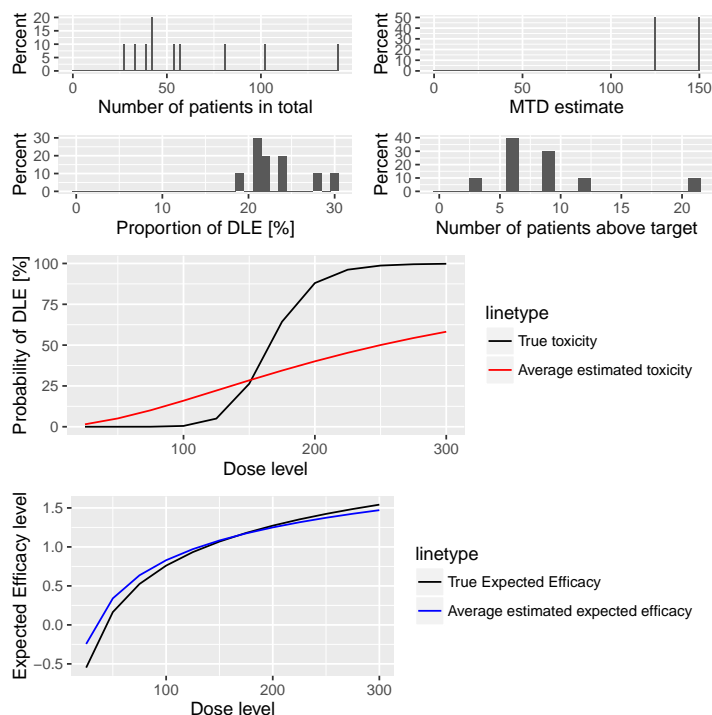 Percent
20
15
10
5
0
0
50
100
Number of patients in total
Percent
50
40
30
20
10
0
0
50
100
150
MTD estimate
Percent
30
20
10
0
0
10
20
30
Proportion of DLE [%]
Percent
40
30
20
10
0
0
5
10
15
20
Number of patients above target
Probability of DLE [%]
100
75
50
25
0
100
200
300
Dose level
linetype
True toxicity
Average estimated toxicity
Expected Efficacy level
1.5
1.0
0.5
0.0
−0.5
100
200
300
Dose level
linetype
True Expected Efficacy
Average estimated expected efficacy